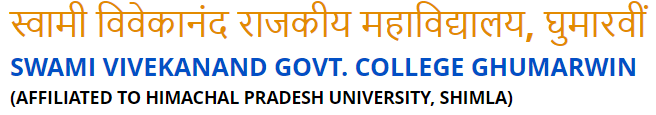 स्वामी विवेकानंद राजकीय महाविद्यालय, घुमारवीं
SWAMI VIVEKANAND GOVT. COLLEGE GHUMARWIN
(AFFILIATED TO HIMACHAL PRADESH UNIVERSITY, SHIMLA)